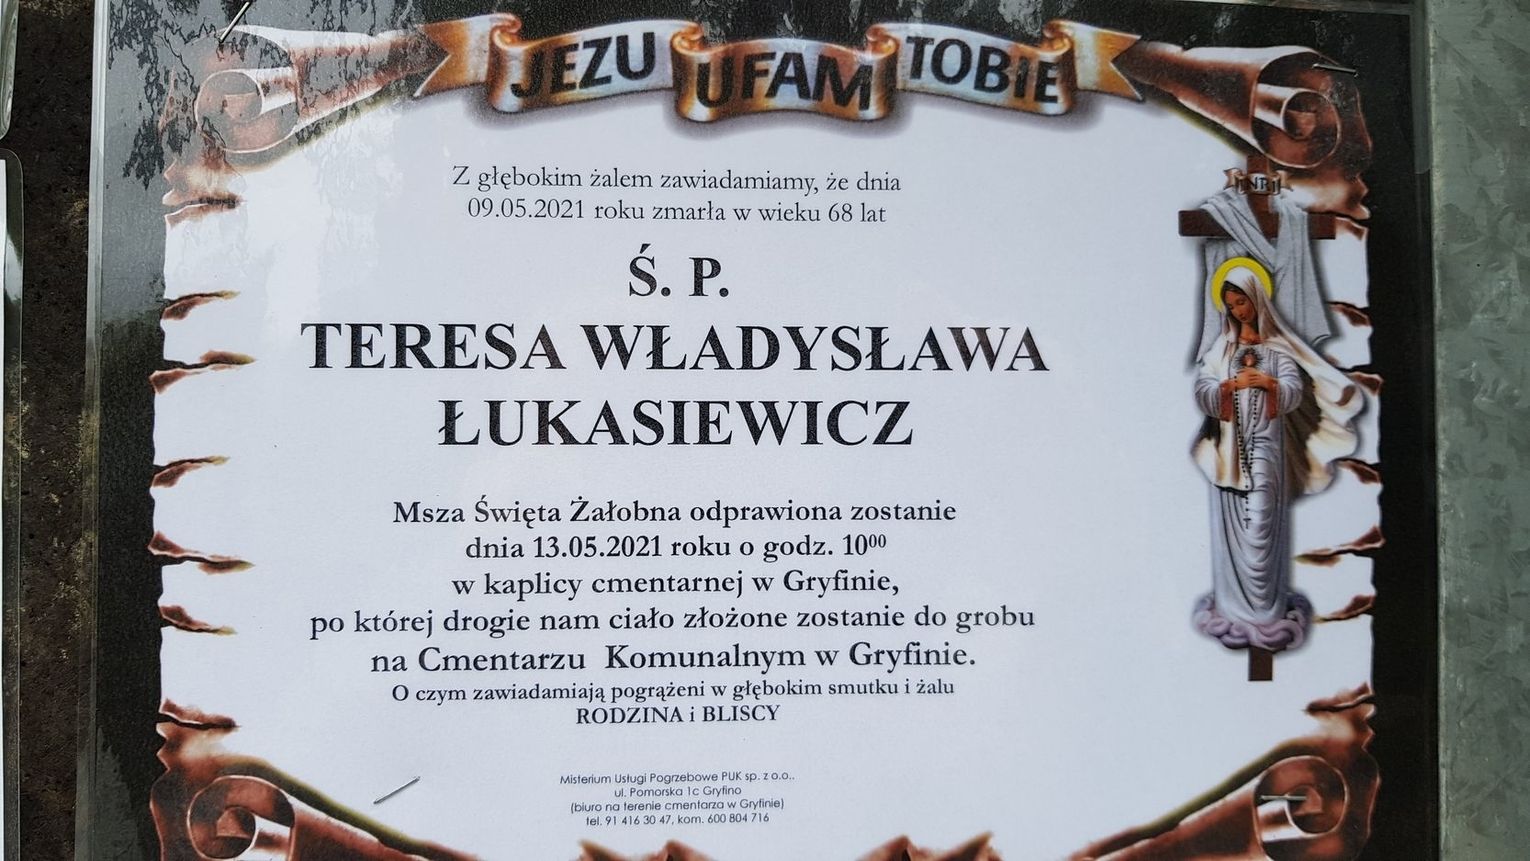 JEZU UFAM TOBIE
INRI
Z głębokim żalem zawiadamiamy, że dnia
09.05.2021 roku zmarła w wieku 68 lat
Ś. P.
TERESA WŁADYSŁAWA
ŁUKASIEWICZ
Msza Święta Żałobna odprawiona zostanie
dnia 13.05.2021 roku o godz. 10⁰⁰
w kaplicy cmentarnej w Gryfinie,
po której drogie nam ciało złożone zostanie do grobu
na Cmentarzu Komunalnym w Gryfinie.
O czym zawiadamiają pogrążeni w głębokim smutku i żalu
RODZINA i BLISCY
Misterium Usługi Pogrzebowe PUK sp. z o.o..
ul. Pomorska 1c Gryfino
(biuro na terenie cmentarza w Gryfinie)
tel. 91 416 30 47, kom. 600 804 716